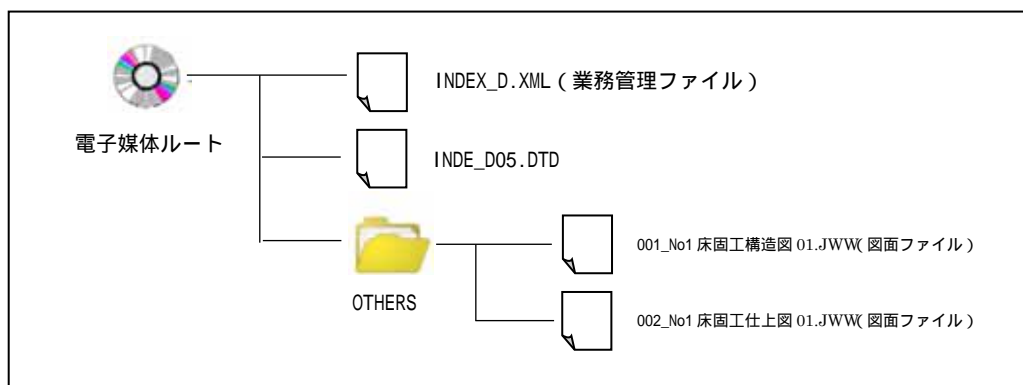 INDEX_D.XML（業務管理ファイル）
電子媒体ルート
INDE_D05.DTD
001_No1 床固工構造図 01.JWW(図面ファイル）
OTHERS
002_No1 床固工仕上図 01.JWW(図面ファイル）